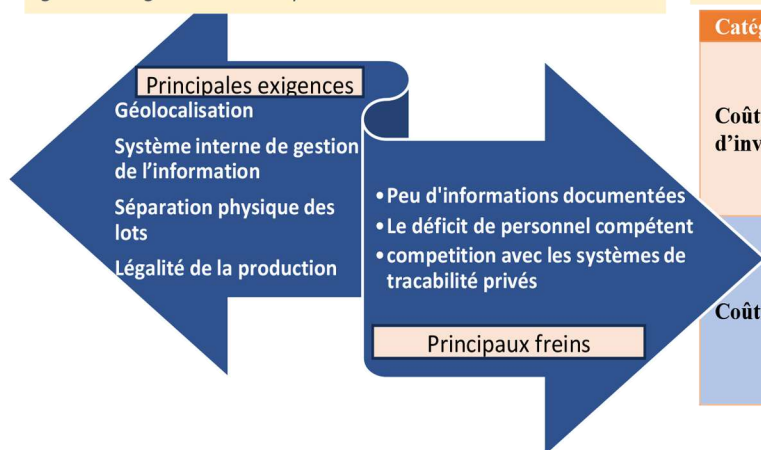 Principales exigences
Géolocalisation
Système interne de gestion
de l'information
Séparation physique des
lots
Légalité de la production
• Peu d'informations documentées
• Le déficit de personnel compétent
• competition avec les systèmes de
tracabilité privés
Principaux freins
Coût
d'inv
Coût